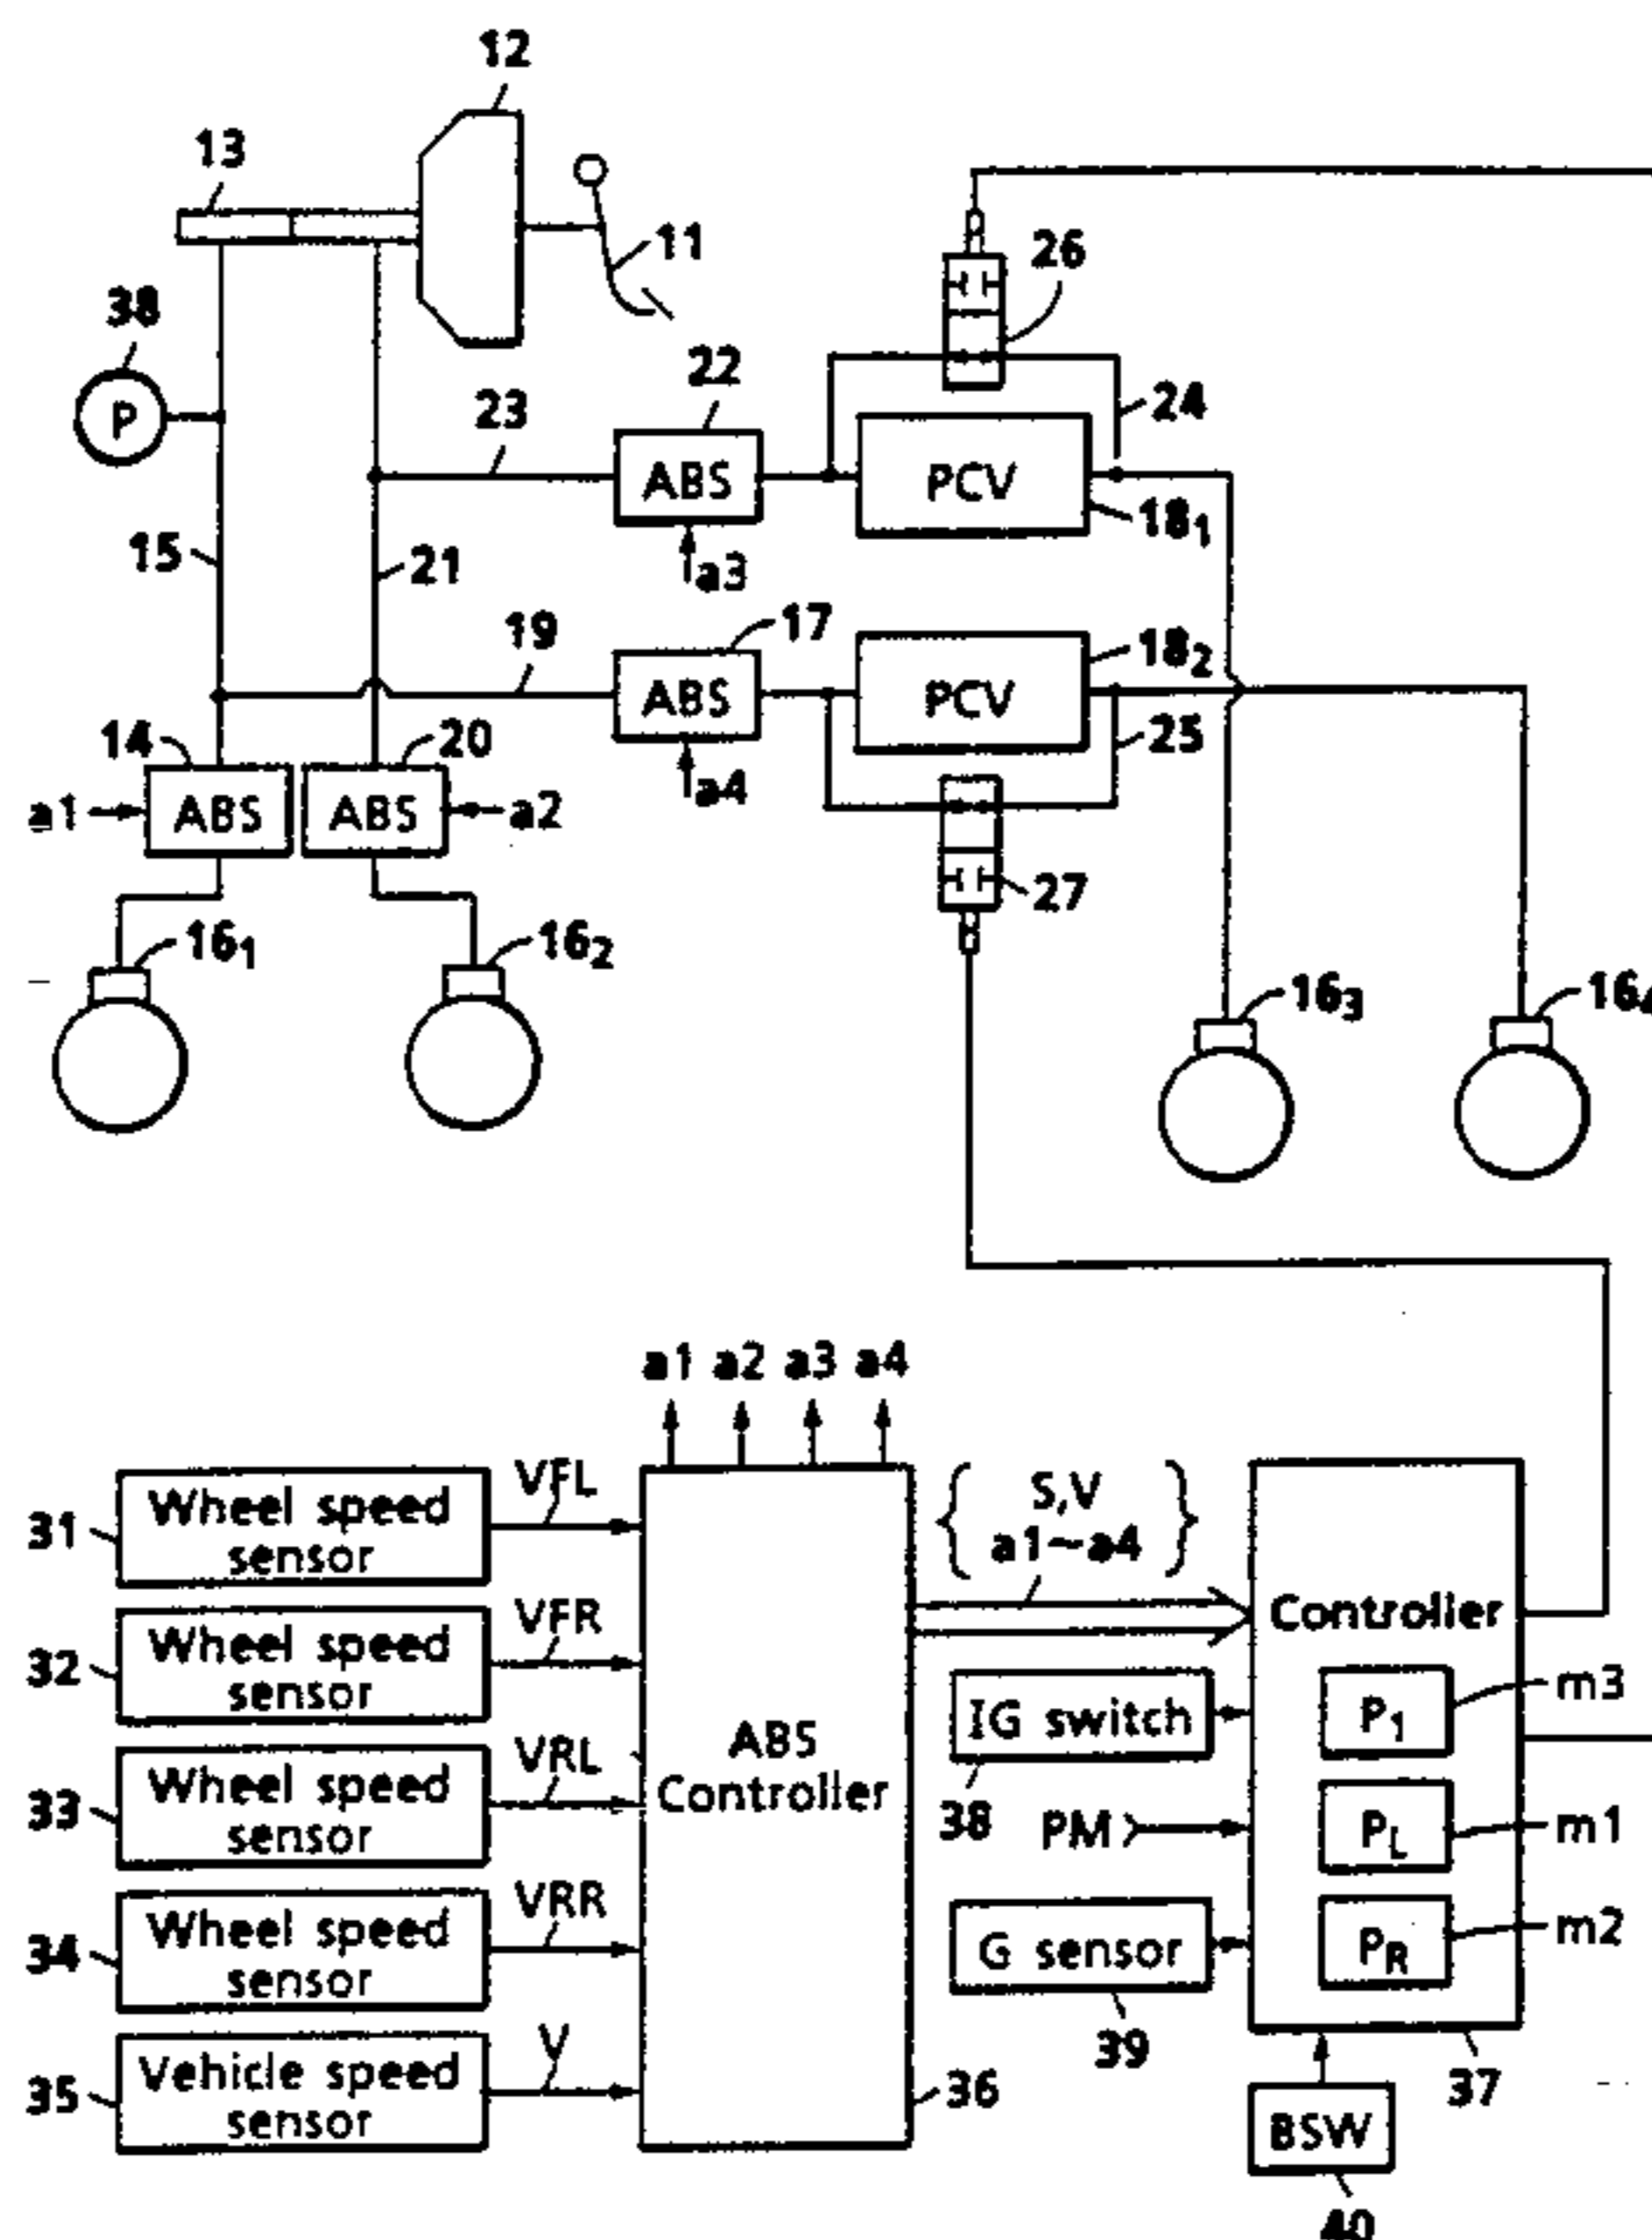 12
13
11
26
38
P
22
23
24
ABS
PCV
18₁
15
21
a3
19
17
18₂
ABS
PCV
25
14
20
a4
a1
ABS
ABS
a2
27
16₁
16₂
16₃
16₄
a1 a2 a3 a4
31
Wheel speed
sensor
VFL
S,V
a1~a4
32
Wheel speed
sensor
VFR
33
Wheel speed
sensor
VRL
34
Wheel speed
sensor
VRR
35
Vehicle speed
sensor
V
ABS
Controller
36
Controller
IG switch
38
PM
G sensor
39
P₁
m3
P_L
m1
P_R
m2
37
BSW
40